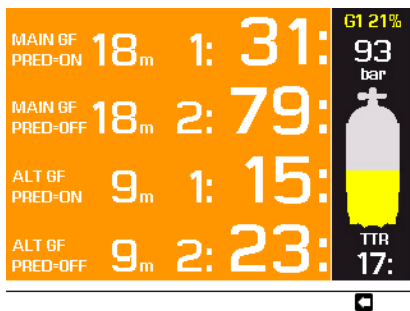 MAIN GF PRED=ON 18m 1: 31:
MAIN GF PRED=OFF 18m 2: 79:
ALT GF PRED=ON 9m 1: 15:
ALT GF PRED=OFF 9m 2: 23:
G1 21%
93
bar
TTR
17: